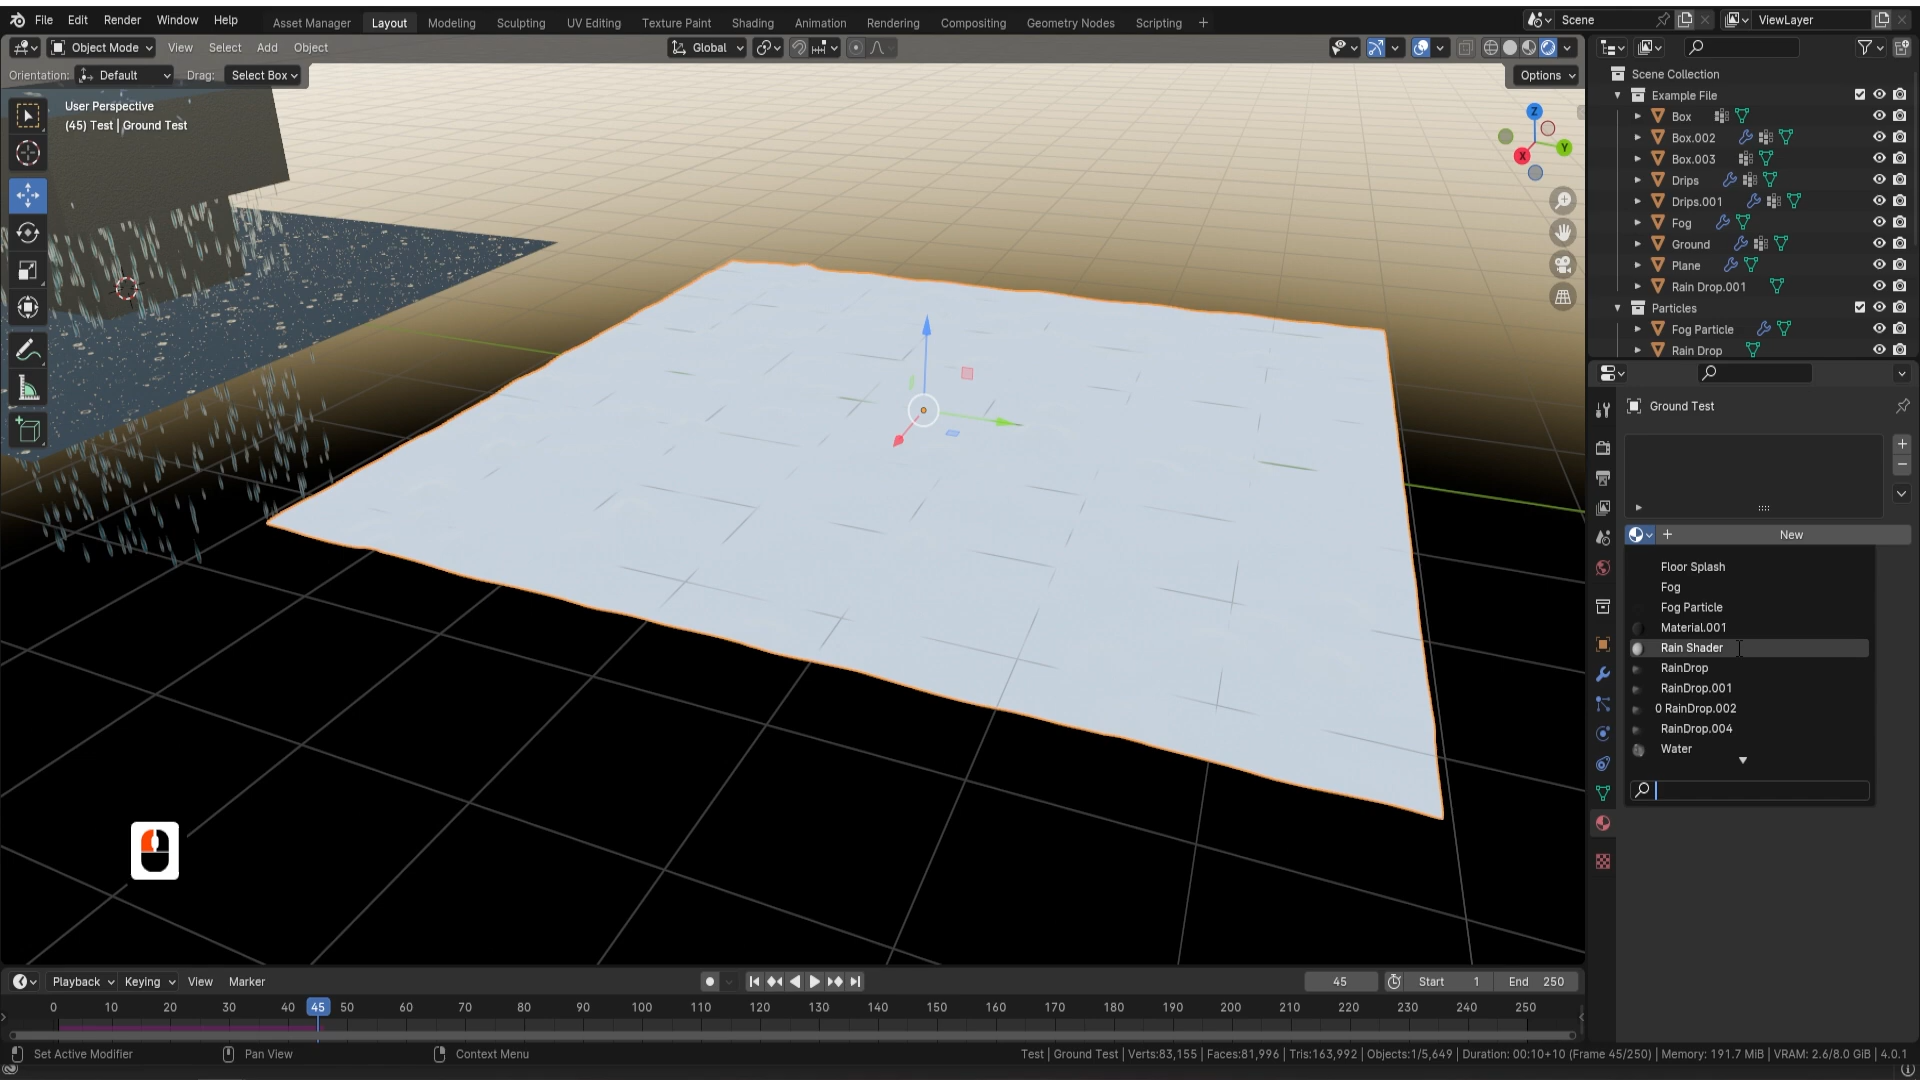 File Edit Render Window Help Asset Manager Layout Modeling Sculpting UV Editing Texture Paint Shading Animation Rendering Compositing Geometry Nodes Scripting + Scene ViewLayer
Object Mode View Select Add Object Global
Orientation: Default Drag: Select Box Options
User Perspective
(45) Test | Ground Test
Z
Y
X
Scene Collection
Example File
Box
Box.002
Box.003
Drips
Drips.001
Fog
Ground
Plane
Rain Drop.001
Particles
Fog Particle
Rain Drop
Ground Test
New
Floor Splash
Fog
Fog Particle
Material.001
Rain Shader
RainDrop
RainDrop.001
0 RainDrop.002
RainDrop.004
Water
Playback Keying View Marker 45 Start 1 End 250
0 10 20 30 40 45 50 60 70 80 90 100 110 120 130 140 150 160 170 180 190 200 210 220 230 240 250
Set Active Modifier Pan View Context Menu Test | Ground Test | Verts:83,155 | Faces:81,996 | Tris:163,992 | Objects:1/5,649 | Duration: 00:10+10 (Frame 45/250) | Memory: 191.7 MiB | VRAM: 2.6/8.0 GiB | 4.0.1